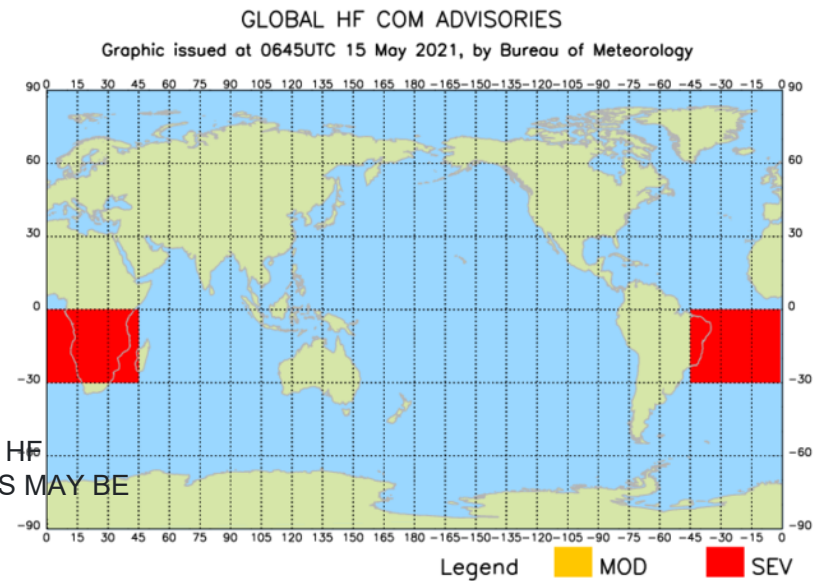 GLOBAL HF COM ADVISORIES
Graphic issued at 0645UTC 15 May 2021, by Bureau of Meteorology
90 0 15 30 45 60 75 90 105 120 135 150 165 180 -165 -150 -135 -120 -105 -90 -75 -60 -45 -30 -15 0 90
60 60
30 30
0 0
-30 -30
HF
-60 -60
S MAY BE
-90 -90
0 15 30 45 60 75 90 105 120 135 150 165 180 -165 -150 -135 -120 -105 -90 -75 -60 -45 -30 -15 0
Legend MOD SEV